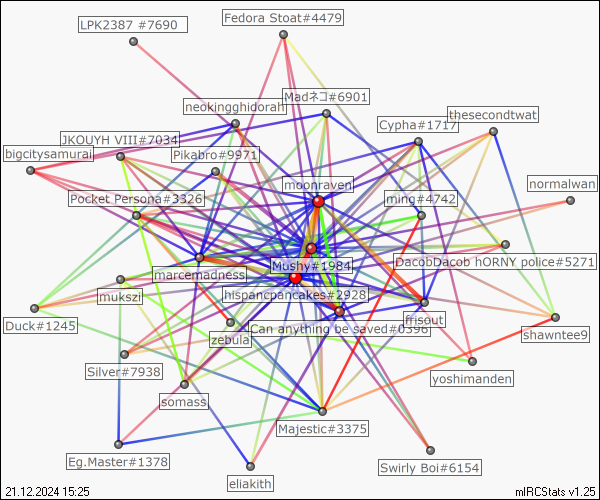 LPK2387 #7690
Fedora Stoat#4479
neokingghidorah
Madネコ#6901
Cypha#1717
thesecondtwat
bigcitysamurai
JKOUYH VIII#7034
Pikabro#9971
moonraven
normalwan
Pocket Persona#3326
ming#4742
marcemadness
Mushy#1984
DacobDacob hORNY police#5271
mukszi
hispancpancakes#2928
Duck#1245
zebula
Can anything be saved#0398
frisout
shawntee9
Silver#7938
yoshimanden
somass
Majestic#3375
Eg.Master#1378
eliakith
Swirly Boi#6154
21.12.2024 15:25
mIRCStats v1.25